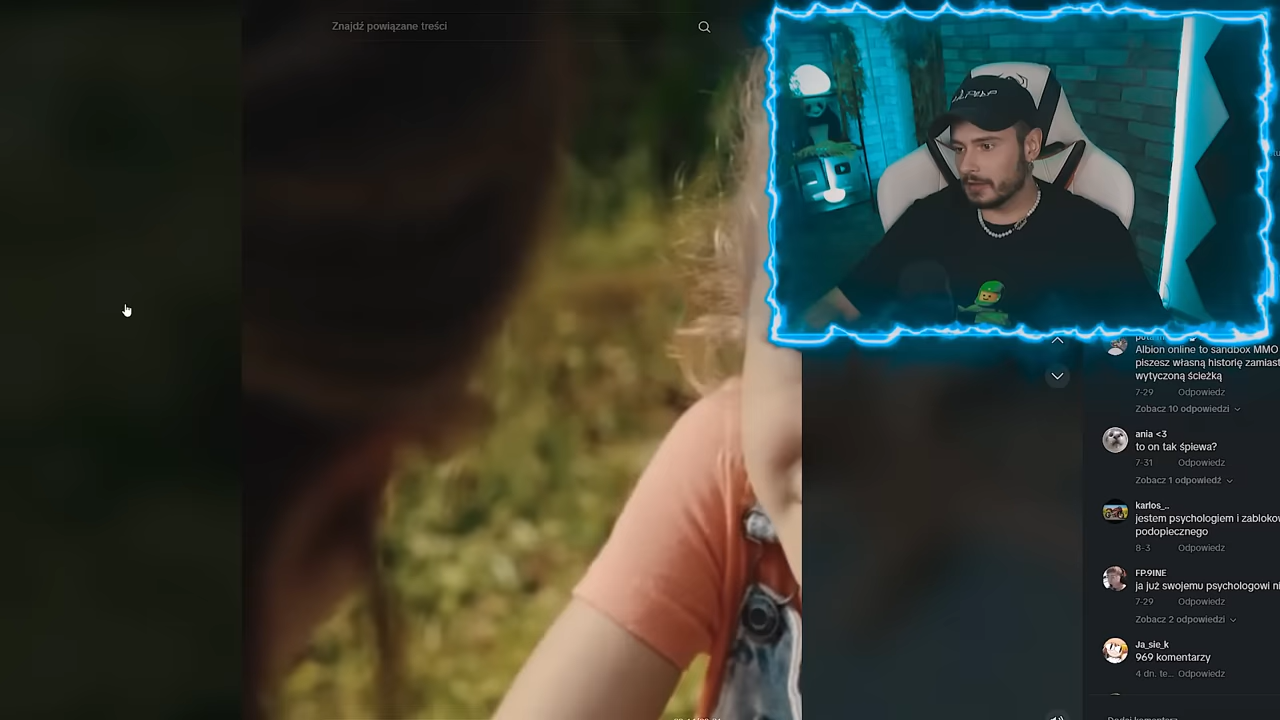 Znajdź powiązane treści
Albion online to sandbox MMO
piszesz własną historię zamiast
wytyczoną ścieżką
7-29 Odpowiedz
Zobacz 10 odpowiedzi
ania <3
to on tak śpiewa?
7-31 Odpowiedz
Zobacz 1 odpowiedź
karlos_..
jestem psychologiem i zabloko
podopiecznego
8-3 Odpowiedz
FP.9INE
ja już swojemu psychologowi ni
7-29 Odpowiedz
Zobacz 2 odpowiedzi
Ja_sie_k
969 komentarzy
4 dn. te... Odpowiedz